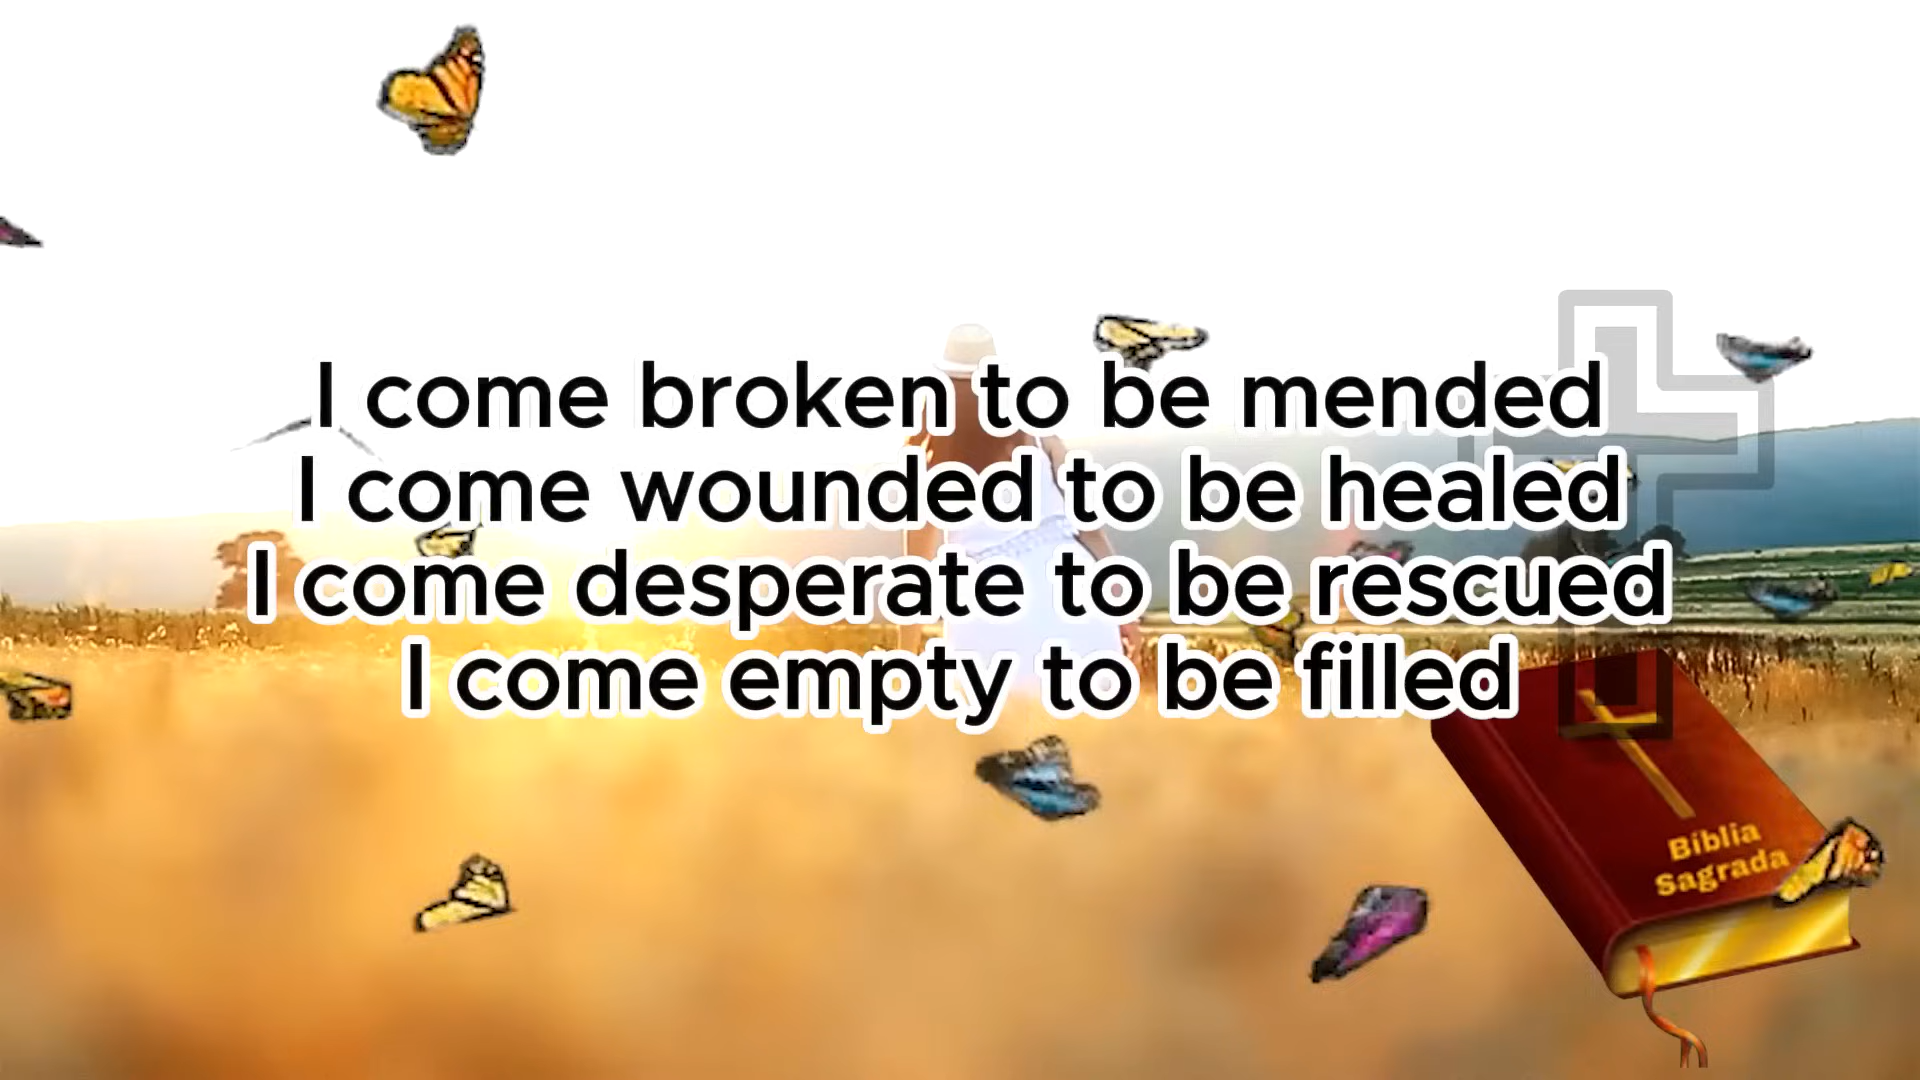 I come broken to be mended
I come wounded to be healed
I come desperate to be rescued
I come empty to be filled
Bíblia
Sagrada